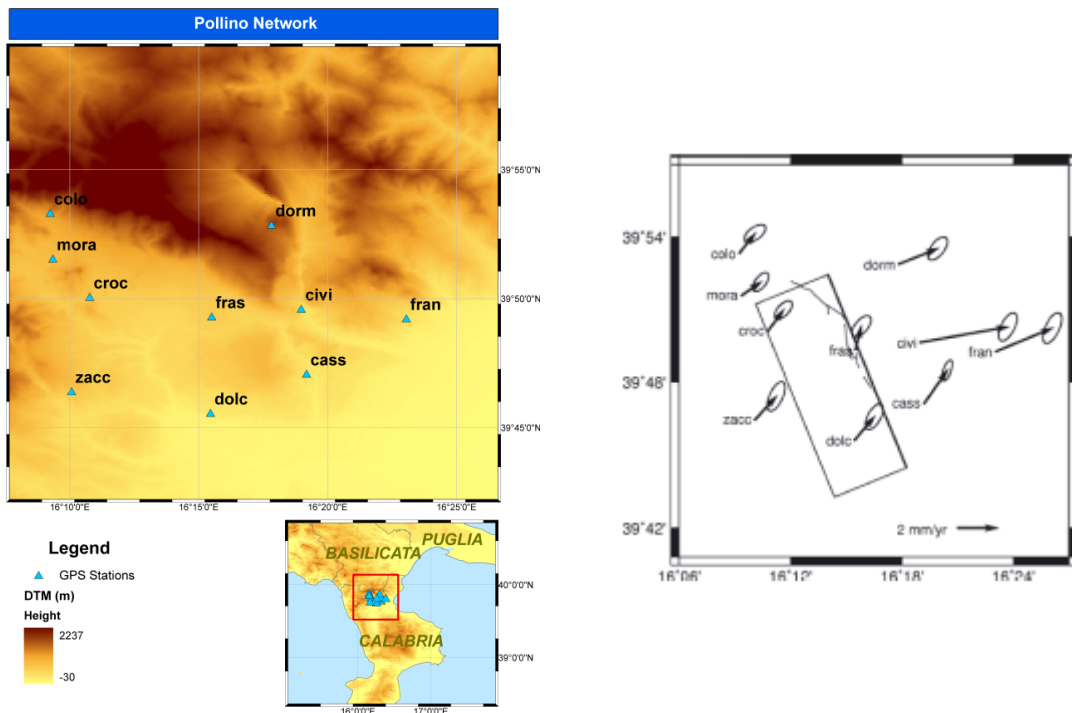 Pollino Network
colo
dorm
mora
croc
fras
civi
fran
cass
zacc
dolc
39°55'0"N
39°50'0"N
39°45'0"N
16°10'0"E
16°15'0"E
16°20'0"E
16°25'0"E
Legend
GPS Stations
DTM (m)
Height
2237
-30
PUGLIA
BASILICATA
CALABRIA
40°0'0"N
39°0'0"N
16°0'0"E
17°0'0"E
39°54'
39°48'
39°42'
colo
dorm
mora
croc
fras
civi
fran
cass
zacc
dolc
2 mm/yr
16°06'
16°12'
16°18'
16°24'